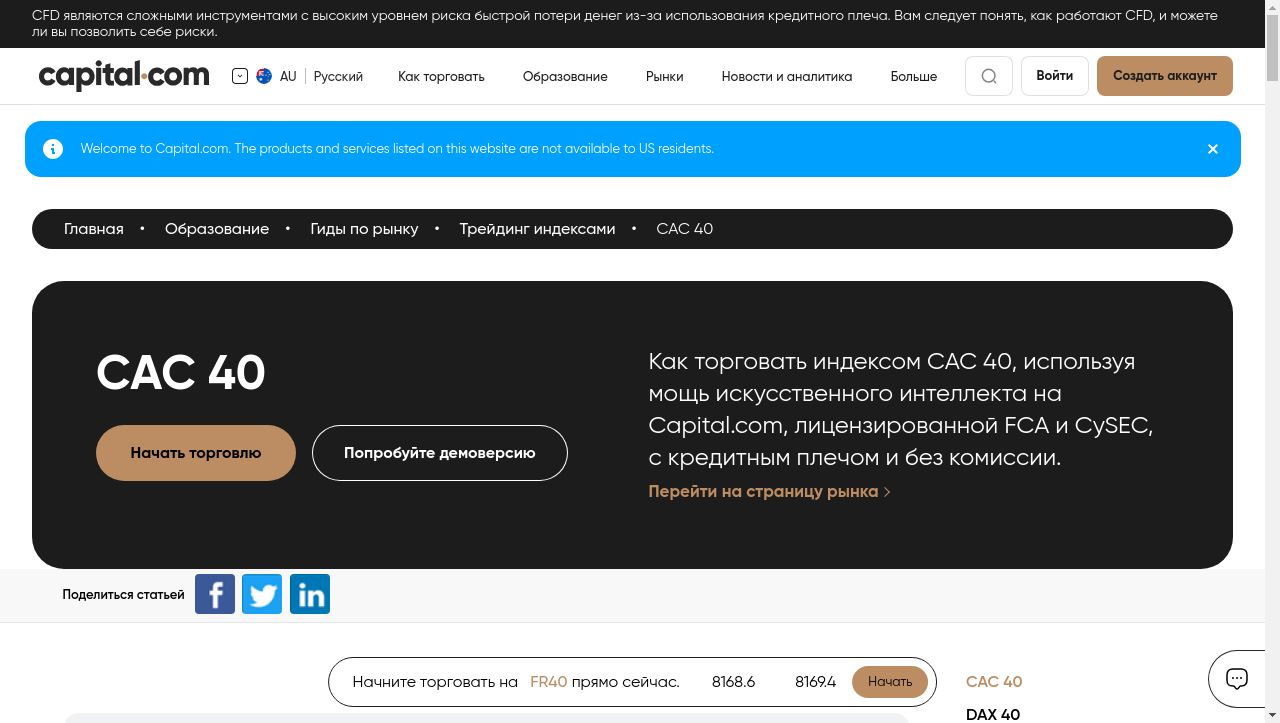 CFD являются сложными инструментами с высоким уровнем риска быстрой потери денег из-за использования кредитного плеча. Вам следует понять, как работают CFD, и можете
ли вы позволить себе риски.
capital.com AU Русский Как торговать Образование Рынки Новости и аналитика Больше Войти Создать аккаунт
Welcome to Capital.com. The products and services listed on this website are not available to US residents.
Главная • Образование • Гиды по рынку • Трейдинг индексами • CAC 40
CAC 40
Начать торговлю Попробуйте демоверсию
Как торговать индексом CAC 40, используя
мощь искусственного интеллекта на
Capital.com, лицензированной FCA и CySEC,
с кредитным плечом и без комиссии.
Перейти на страницу рынка
Поделиться статьей
Начните торговать на FR40 прямо сейчас. 8168.6 8169.4 Начать
CAC 40
DAX 40